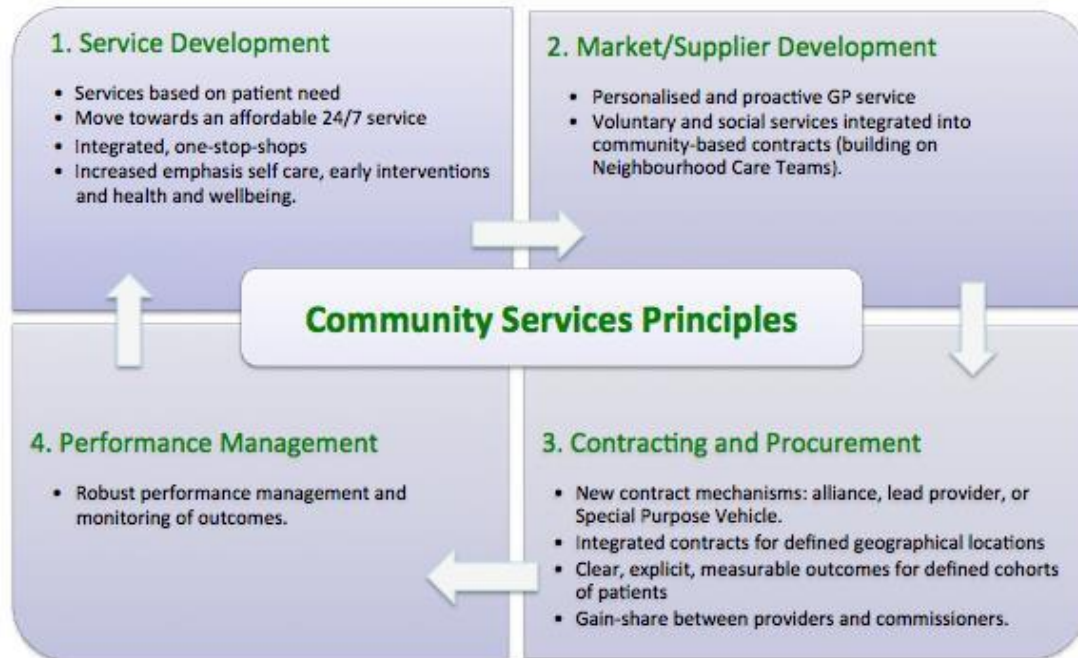 1. Service Development
• Services based on patient need
• Move towards an affordable 24/7 service
• Integrated, one-stop-shops
• Increased emphasis self care, early interventions
and health and wellbeing.
2. Market/Supplier Development
• Personalised and proactive GP service
• Voluntary and social services integrated into
community-based contracts (building on
Neighbourhood Care Teams).
Community Services Principles
4. Performance Management
• Robust performance management and
monitoring of outcomes.
3. Contracting and Procurement
• New contract mechanisms: alliance, lead provider, or
Special Purpose Vehicle.
• Integrated contracts for defined geographical locations
• Clear, explicit, measurable outcomes for defined cohorts
of patients
• Gain-share between providers and commissioners.